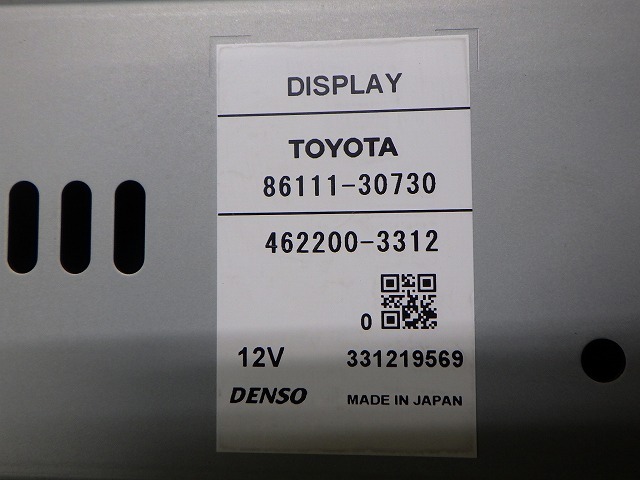 DISPLAY
TOYOTA
86111-30730
462200-3312
0
12V 331219569
DENSO MADE IN JAPAN